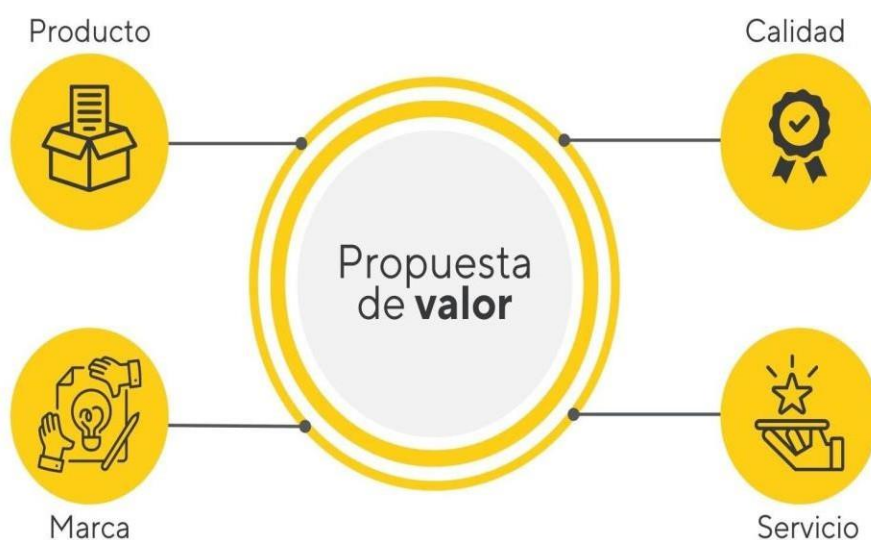 Producto
Calidad
Propuesta
de valor
Marca
Servicio